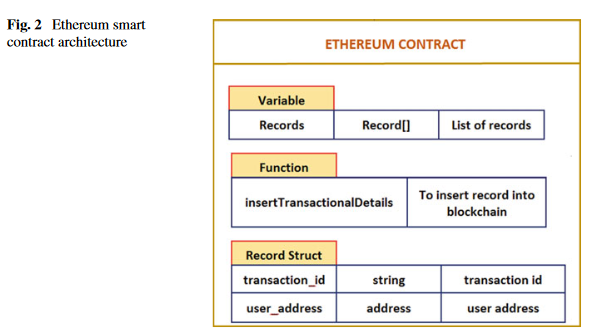 Fig. 2 Ethereum smart
contract architecture
ETHEREUM CONTRACT
Variable
Records Record[] List of records
Function
insertTransactionalDetails To insert record into
blockchain
Record Struct
transaction_id string transaction id
user_address address user address